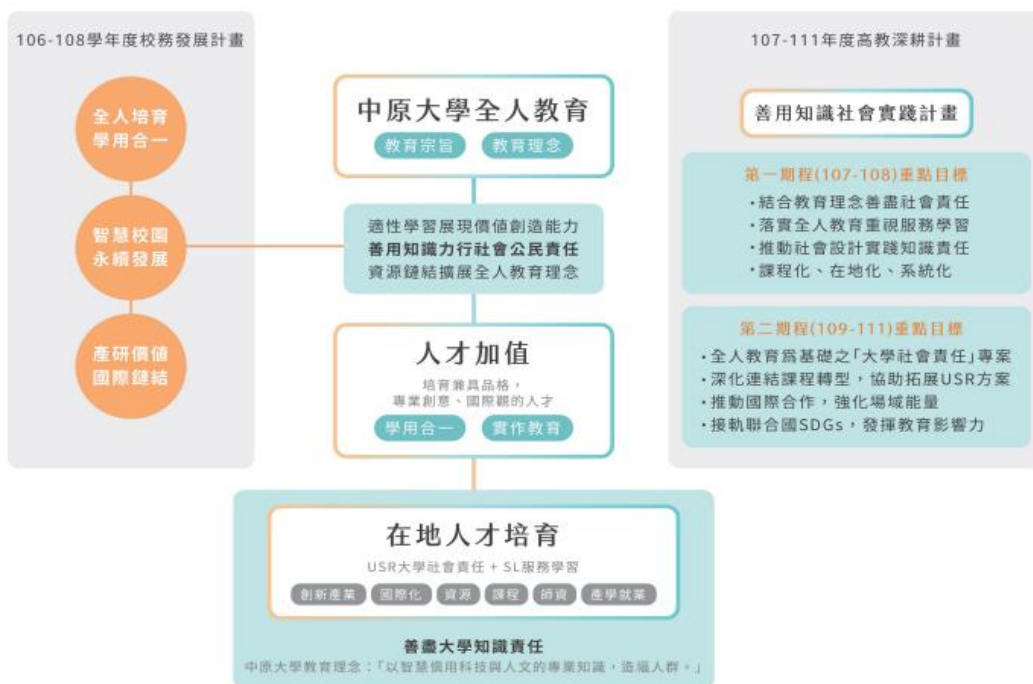 106-108學年度校務發展計畫
全人培育
學用合一
智慧校園
永續發展
產研價值
國際鏈結
中原大學全人教育
教育宗旨
教育理念
適性學習展現價值創造能力
善用知識力行社會公民責任
資源鏈結擴展全人教育理念
人才加值
培育兼具品格，
專業創意、國際觀的人才
學用合一
實作教育
在地人才培育
USR大學社會責任 + SL服務學習
創新產業
國際化
資源
課程
師資
產學就業
善盡大學知識責任
中原大學教育理念：「以智慧慎用科技與人文的專業知識，造福人群。」
107-111年度高教深耕計畫
善用知識社會實踐計畫
第一期程(107-108)重點目標
•結合教育理念善盡社會責任
•落實全人教育重視服務學習
•推動社會設計實踐知識責任
•課程化、在地化、系統化
第二期程(109-111)重點目標
•全人教育為基礎之「大學社會責任」專案
•深化連結課程轉型，協助拓展USR方案
•推動國際合作，強化場域能量
•接軌聯合國SDGs，發揮教育影響力